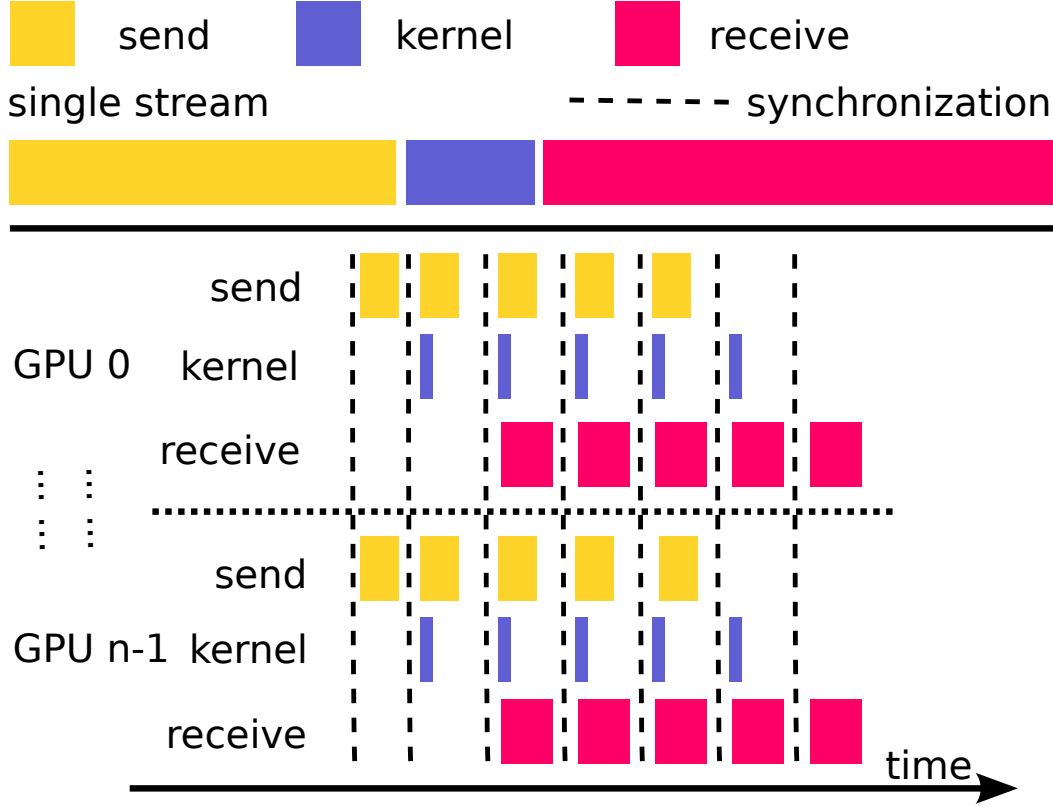 send kernel receive
single stream synchronization
send
GPU 0 kernel
receive
send
GPU n-1 kernel
receive
time